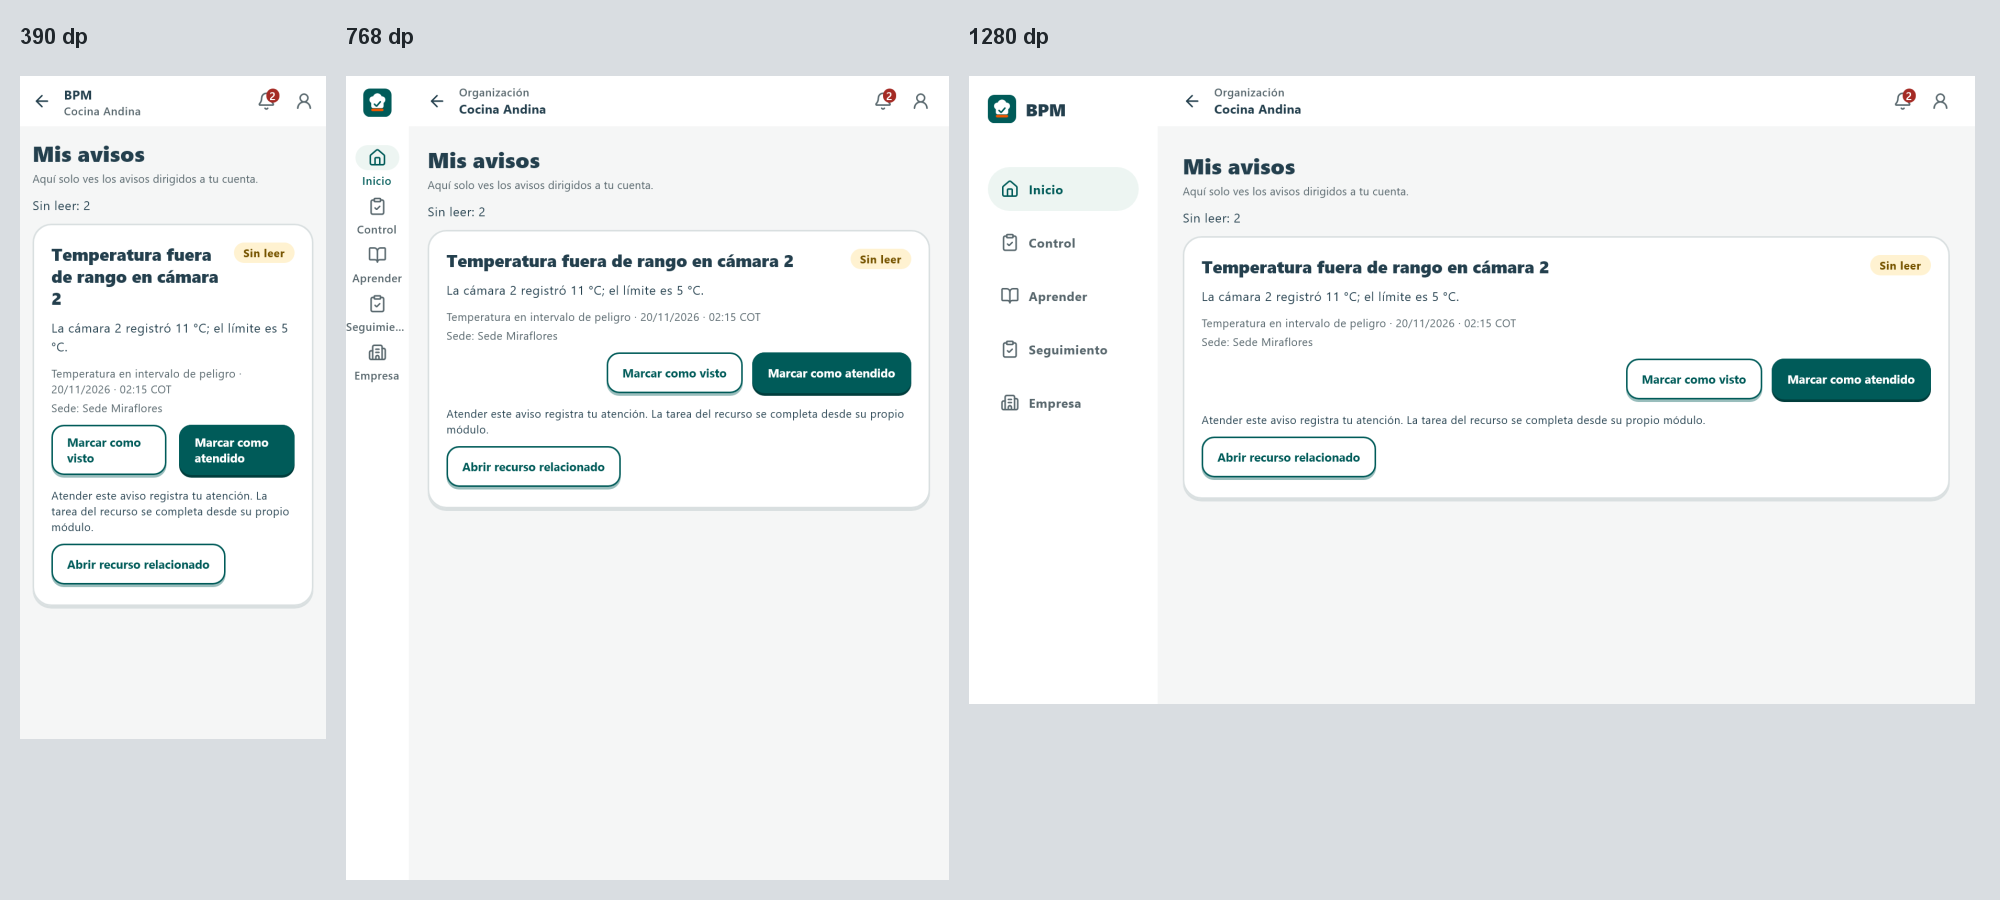 390 dp
BPM
Cocina Andina
2
Mis avisos
Aquí solo ves los avisos dirigidos a tu cuenta.
Sin leer: 2
Temperatura fuera
de rango en cámara
2
Sin leer
La cámara 2 registró 11 °C; el límite es 5
°C.
Temperatura en intervalo de peligro ·
20/11/2026 · 02:15 COT
Sede: Sede Miraflores
Marcar como
visto
Marcar como
atendido
Atender este aviso registra tu atención. La
tarea del recurso se completa desde su propio
módulo.
Abrir recurso relacionado
768 dp
Inicio
Control
Aprender
Seguimie...
Empresa
Organización
Cocina Andina
2
Mis avisos
Aquí solo ves los avisos dirigidos a tu cuenta.
Sin leer: 2
Temperatura fuera de rango en cámara 2
Sin leer
La cámara 2 registró 11 °C; el límite es 5 °C.
Temperatura en intervalo de peligro · 20/11/2026 · 02:15 COT
Sede: Sede Miraflores
Marcar como visto
Marcar como atendido
Atender este aviso registra tu atención. La tarea del recurso se completa desde su propio
módulo.
Abrir recurso relacionado
1280 dp
BPM
Inicio
Control
Aprender
Seguimiento
Empresa
Organización
Cocina Andina
2
Mis avisos
Aquí solo ves los avisos dirigidos a tu cuenta.
Sin leer: 2
Temperatura fuera de rango en cámara 2
Sin leer
La cámara 2 registró 11 °C; el límite es 5 °C.
Temperatura en intervalo de peligro · 20/11/2026 · 02:15 COT
Sede: Sede Miraflores
Marcar como visto
Marcar como atendido
Atender este aviso registra tu atención. La tarea del recurso se completa desde su propio módulo.
Abrir recurso relacionado